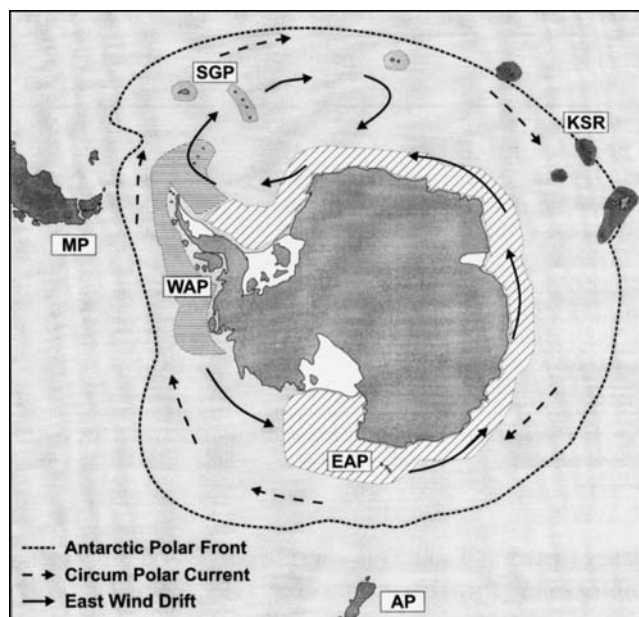 SGP
KSR
MP
WAP
EAP
Antarctic Polar Front
Circum Polar Current
East Wind Drift
AP